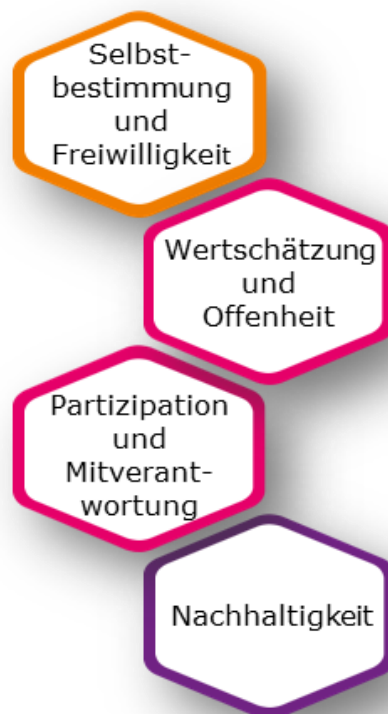 Selbst-
bestimmung
und
Freiwilligkeit
Wertschätzung
und
Offenheit
Partizipation
und
Mitverant-
wortung
Nachhaltigkeit